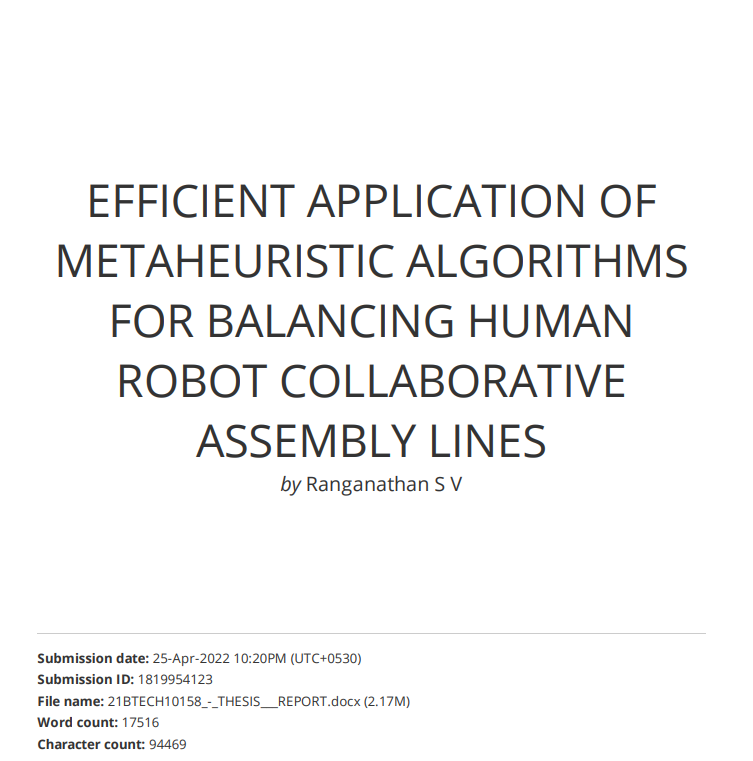 EFFICIENT APPLICATION OF
METAHEURISTIC ALGORITHMS
FOR BALANCING HUMAN
ROBOT COLLABORATIVE
ASSEMBLY LINES
by Ranganathan S V
Submission date: 25-Apr-2022 10:20PM (UTC+0530)
Submission ID: 1819954123
File name: 21BTECH10158_-_THESIS___REPORT.docx (2.17M)
Word count: 17516
Character count: 94469